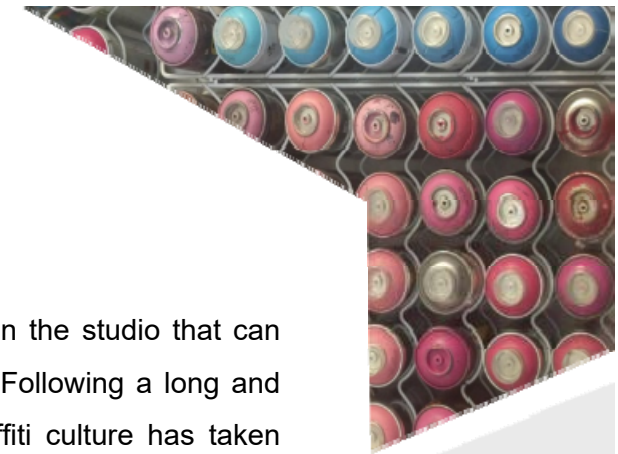 n the studio that can
Following a long and
ffiti culture has taken